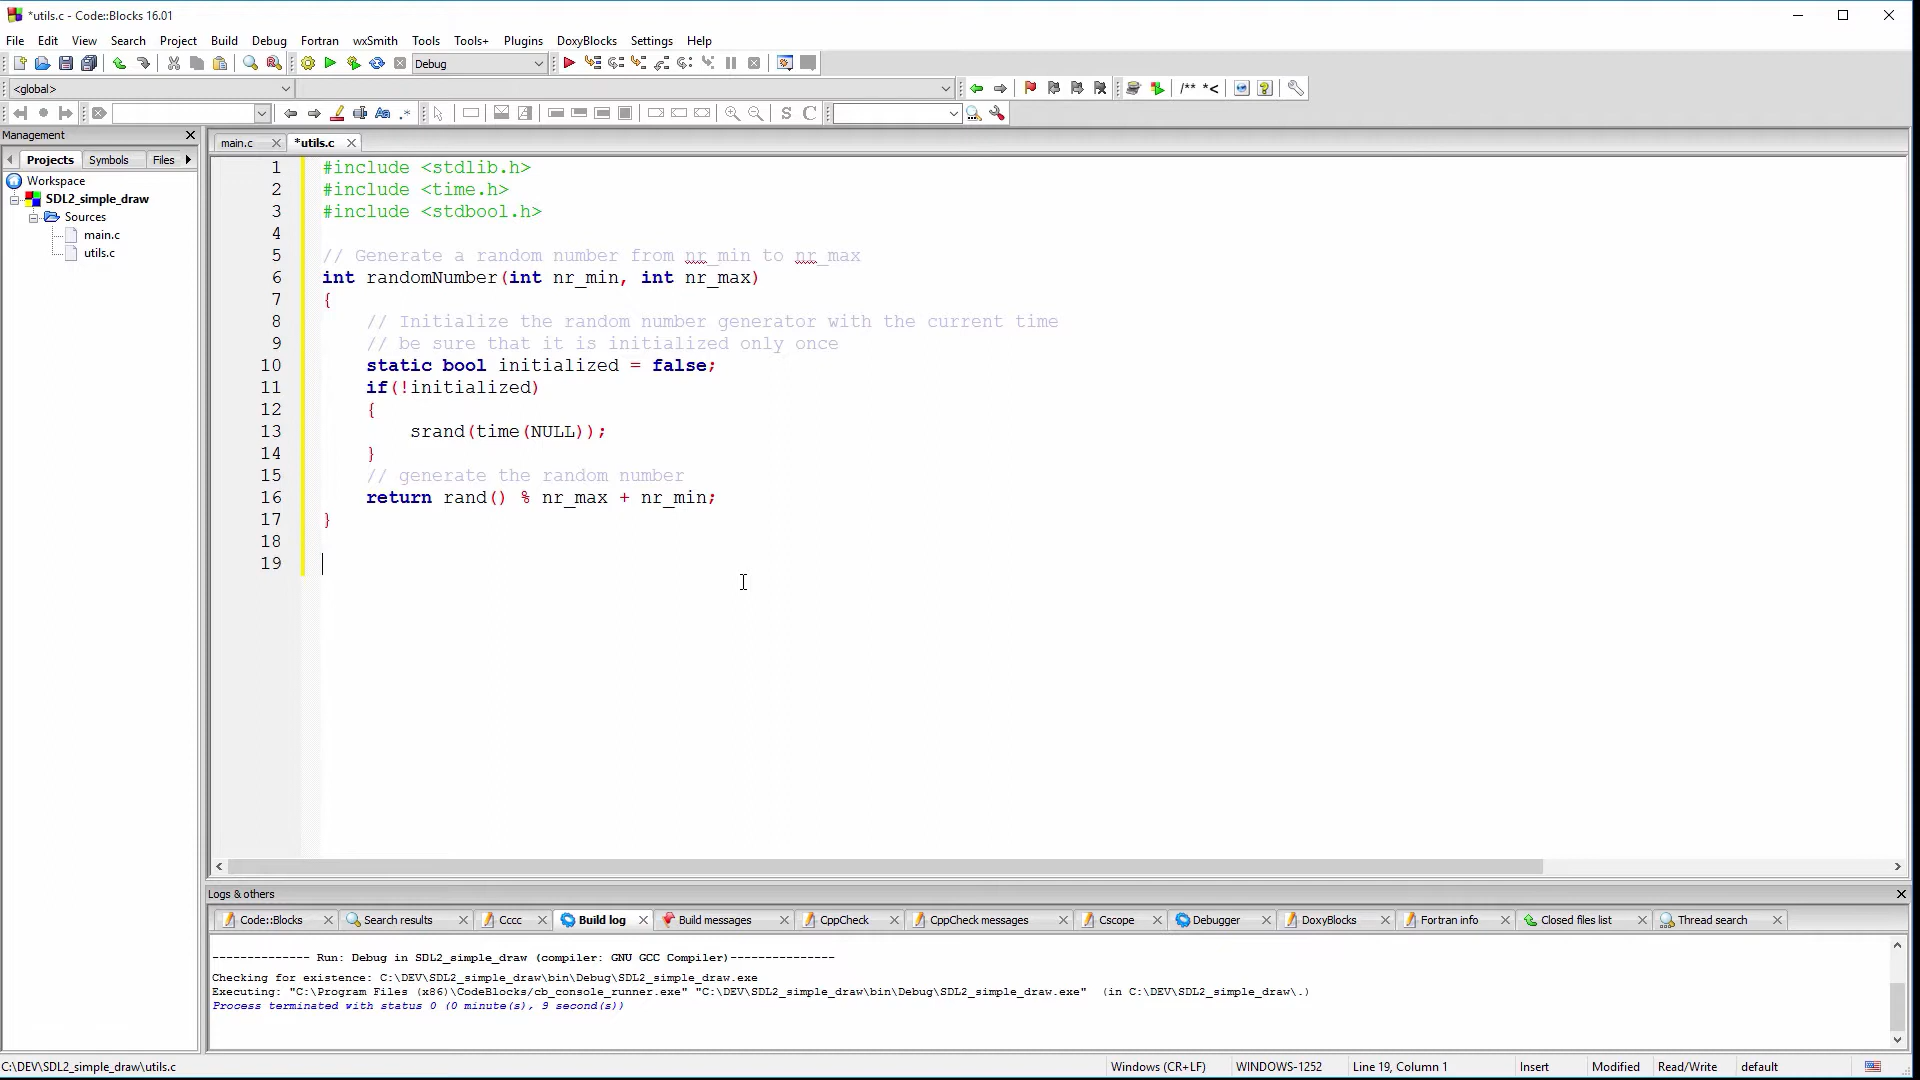 *utils.c - Code::Blocks 16.01
File Edit View Search Project Build Debug Fortran wxSmith Tools Tools+ Plugins DoxyBlocks Settings Help
Debug
<global>
/** *<
Aa .*
S C
Management
Projects Symbols Files
Workspace
SDL2_simple_draw
Sources
main.c
utils.c
main.c *utils.c
1 #include <stdlib.h>
2 #include <time.h>
3 #include <stdbool.h>
4
5 // Generate a random number from nr_min to nr_max
6 int randomNumber(int nr_min, int nr_max)
7 {
8 // Initialize the random number generator with the current time
9 // be sure that it is initialized only once
10 static bool initialized = false;
11 if(!initialized)
12 {
13 srand(time(NULL));
14 }
15 // generate the random number
16 return rand() % nr_max + nr_min;
17 }
18
19
Logs & others
Code::Blocks Search results Cccc Build log Build messages CppCheck CppCheck messages Cscope Debugger DoxyBlocks Fortran info Closed files list Thread search
-------------- Run: Debug in SDL2_simple_draw (compiler: GNU GCC Compiler)---------------
Checking for existence: C:\DEV\SDL2_simple_draw\bin\Debug\SDL2_simple_draw.exe
Executing: "C:\Program Files (x86)\CodeBlocks/cb_console_runner.exe" "C:\DEV\SDL2_simple_draw\bin\Debug\SDL2_simple_draw.exe" (in C:\DEV\SDL2_simple_draw\.)
Process terminated with status 0 (0 minute(s), 9 second(s))
C:\DEV\SDL2_simple_draw\utils.c Windows (CR+LF) WINDOWS-1252 Line 19, Column 1 Insert Modified Read/Write default